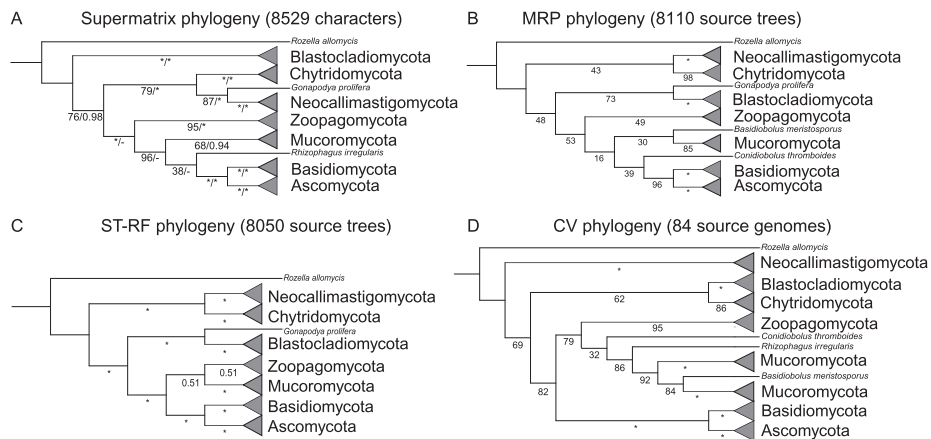 A Supermatrix phylogeny (8529 characters)
Rozella allomycis
*/* Blastocladiomycota
*/* Chytridomycota
79/*
Gonapodya prolifera
87/*
*/* Neocallimastigomycota
76/0.98
95/* Zoopagomycota
*/-
68/0.94 Mucoromycota
96/-
Rhizophagus irregularis
38/-
*/* Basidiomycota
*/* */* Ascomycota
B MRP phylogeny (8110 source trees)
Rozella allomycis
* Neocallimastigomycota
43
98 Chytridomycota
Gonapodya prolifera
73
* Blastocladiomycota
48
49 Zoopagomycota
53
Basidiobolus meristosporus
30
85 Mucoromycota
16
Conidiobolus thromboides
39
* Basidiomycota
96
* Ascomycota
C ST-RF phylogeny (8050 source trees)
Rozella allomycis
* Neocallimastigomycota
*
* Chytridomycota
Gonapodya prolifera
*
* Blastocladiomycota
*
0.51 Zoopagomycota
0.51
* Mucoromycota
*
* Basidiomycota
*
* Ascomycota
D CV phylogeny (84 source genomes)
Rozella allomycis
* Neocallimastigomycota
* Blastocladiomycota
62
86 Chytridomycota
69
95 Zoopagomycota
79
Conidiobolus thromboides
32
Rhizophagus irregularis
86
* Mucoromycota
92
Basidiobolus meristosporus
84
* Mucoromycota
82
* Basidiomycota
*
* Ascomycota